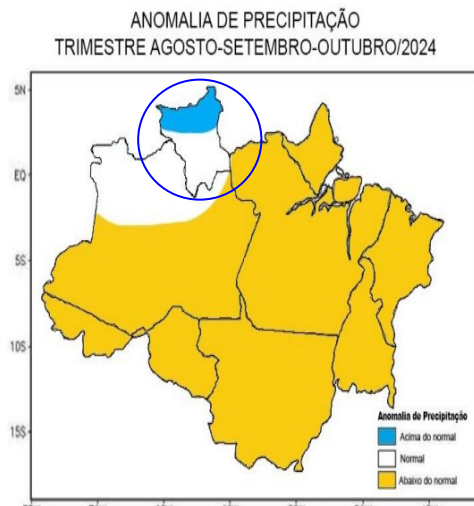 ANOMALIA DE PRECIPITAÇÃO
TRIMESTRE AGOSTO-SETEMBRO-OUTUBRO/2024
5N
EQ
5S
10S
15S
Anomalia de Precipitação
Acima do normal
Normal
Abaixo do normal